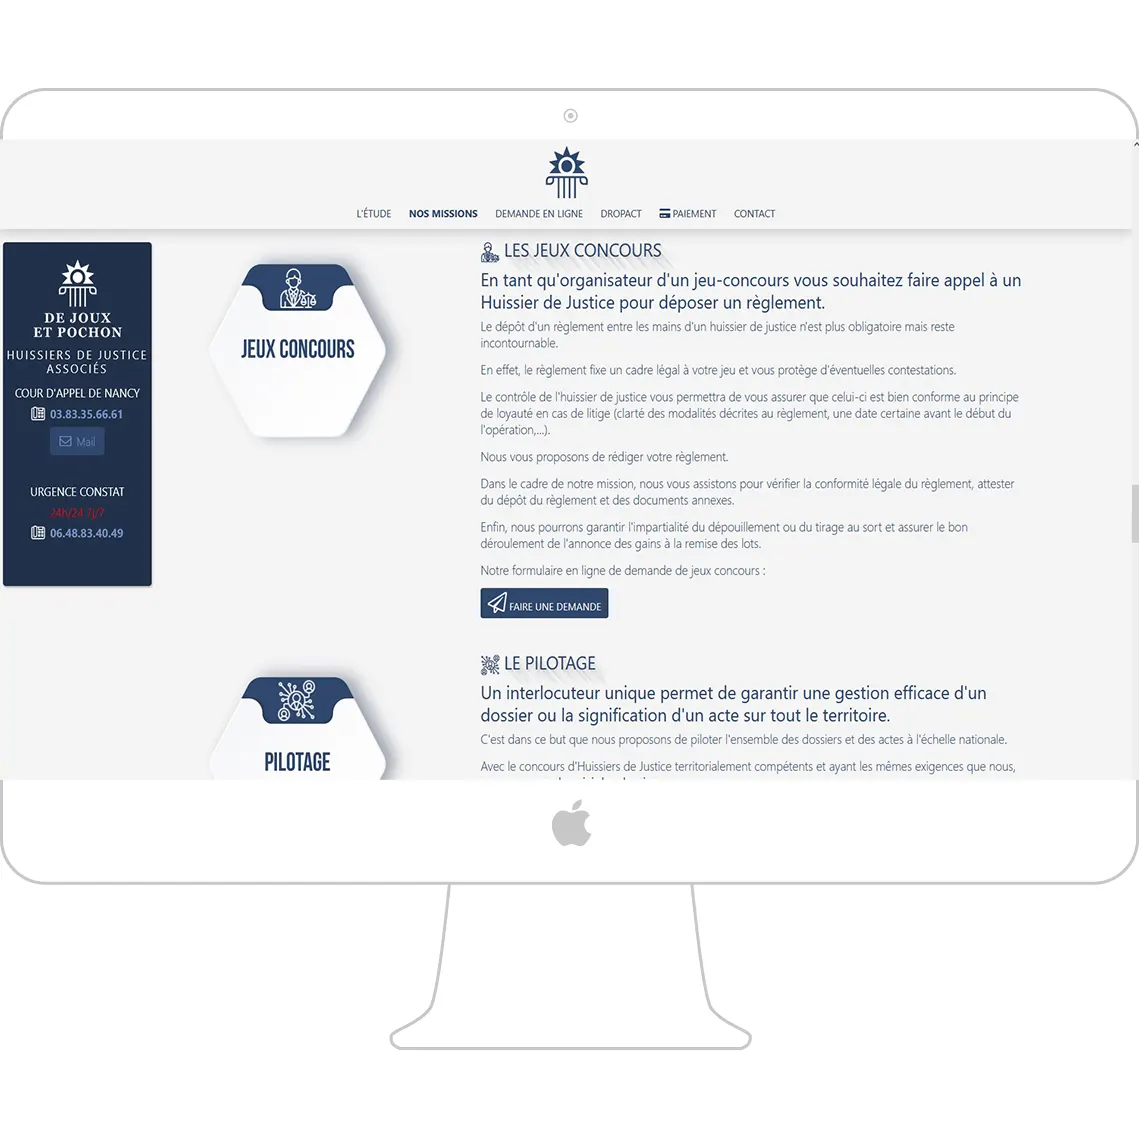 L'ÉTUDE NOS MISSIONS DEMANDE EN LIGNE DROPACT PAIEMENT CONTACT
DE JOUX
ET POCHON
HUISSIERS DE JUSTICE
ASSOCIÉS
COUR D'APPEL DE NANCY
03.83.35.66.61
Mail
URGENCE CONSTAT
24h/24 7j/7
06.48.83.40.49
JEUX CONCOURS
LES JEUX CONCOURS
En tant qu'organisateur d'un jeu-concours vous souhaitez faire appel à un
Huissier de Justice pour déposer un règlement.
Le dépôt d'un règlement entre les mains d'un huissier de justice n'est plus obligatoire mais reste
incontournable.
En effet, le règlement fixe un cadre légal à votre jeu et vous protège d'éventuelles contestations.
Le contrôle de l'huissier de justice vous permettra de vous assurer que celui-ci est bien conforme au principe
de loyauté en cas de litige (clarté des modalités décrites au règlement, une date certaine avant le début du
l'opération,...).
Nous vous proposons de rédiger votre règlement.
Dans le cadre de notre mission, nous vous assistons pour vérifier la conformité légale du règlement, attester
du dépôt du règlement et des documents annexes.
Enfin, nous pourrons garantir l'impartialité du dépouillement ou du tirage au sort et assurer le bon
déroulement de l'annonce des gains à la remise des lots.
Notre formulaire en ligne de demande de jeux concours :
FAIRE UNE DEMANDE
PILOTAGE
LE PILOTAGE
Un interlocuteur unique permet de garantir une gestion efficace d'un
dossier ou la signification d'un acte sur tout le territoire.
C'est dans ce but que nous proposons de piloter l'ensemble des dossiers et des actes à l'échelle nationale.
Avec le concours d'Huissiers de Justice territorialement compétents et ayant les mêmes exigences que nous,